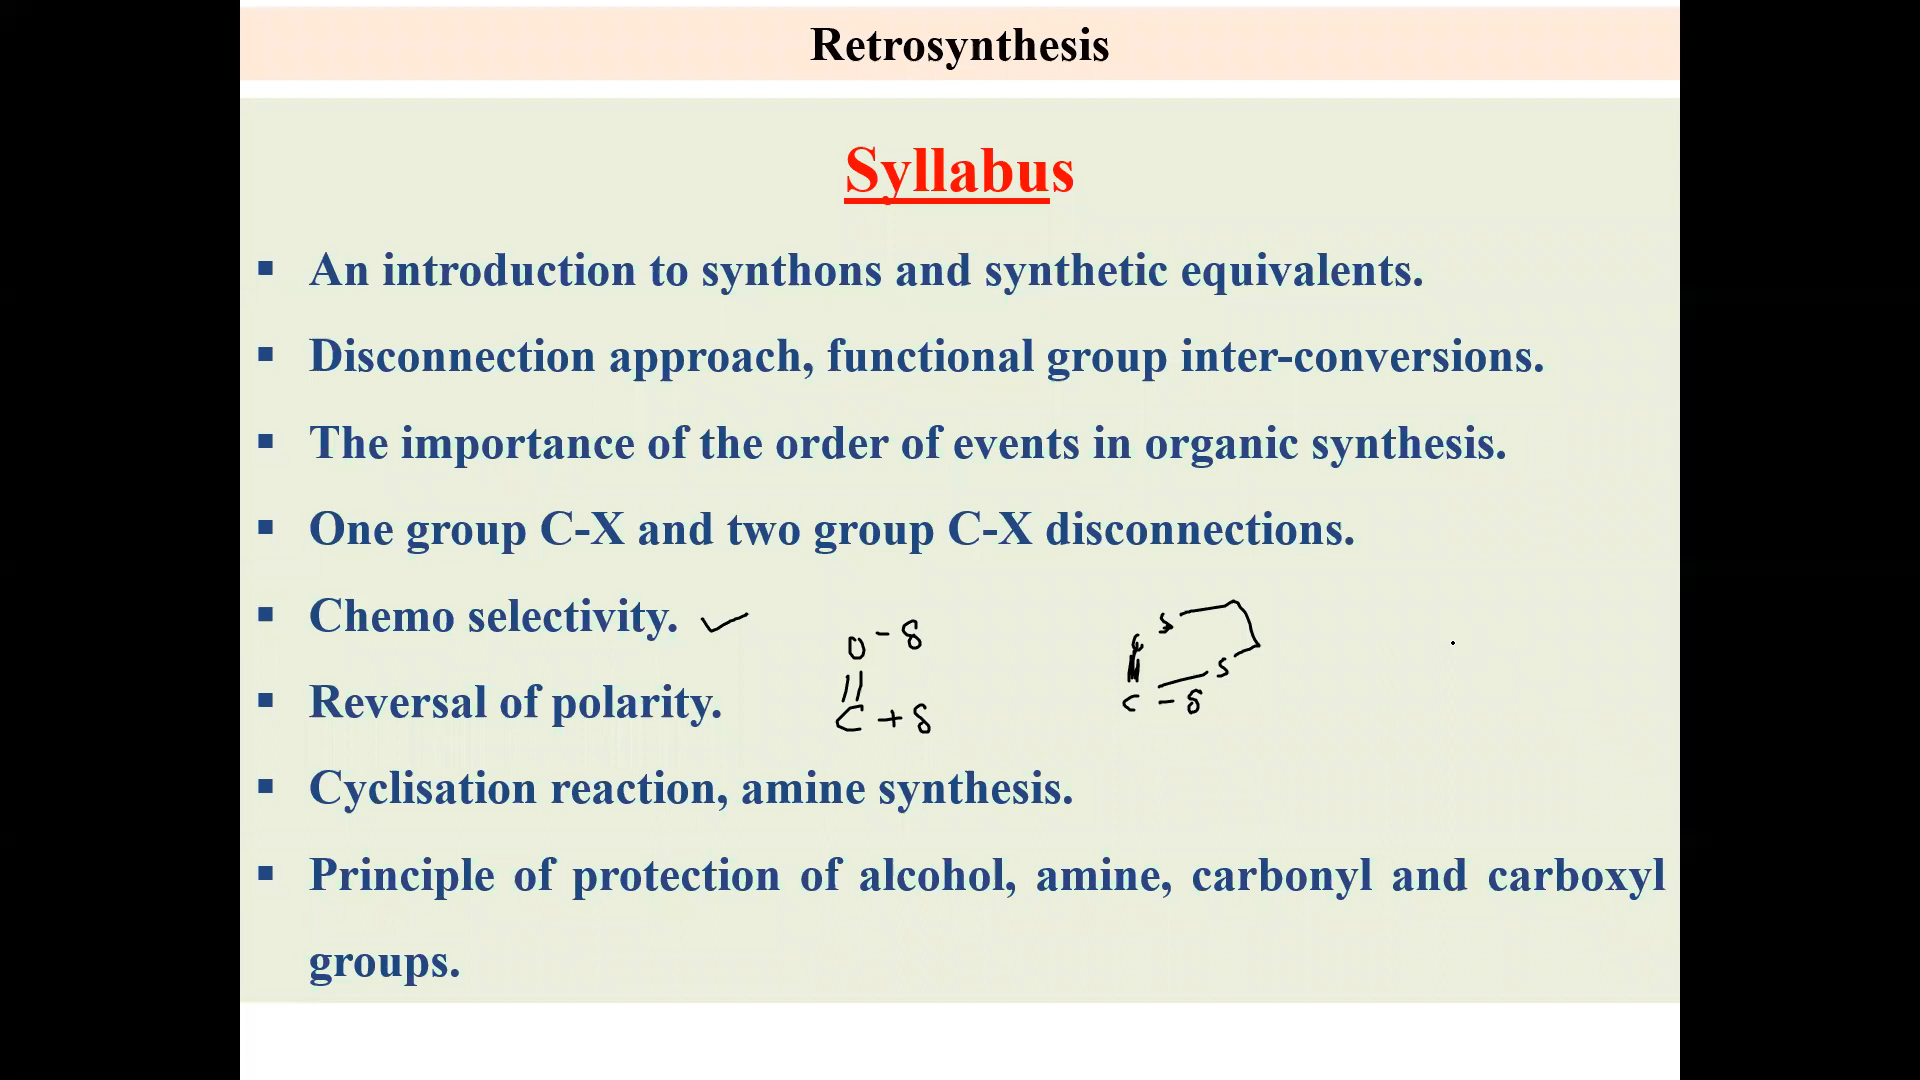 Retrosynthesis
Syllabus
▪ An introduction to synthons and synthetic equivalents.
▪ Disconnection approach, functional group inter-conversions.
▪ The importance of the order of events in organic synthesis.
▪ One group C-X and two group C-X disconnections.
▪ Chemo selectivity. ✓
O - δ
S
▪ Reversal of polarity.
C + δ
S
C - δ
▪ Cyclisation reaction, amine synthesis.
▪ Principle of protection of alcohol, amine, carbonyl and carboxyl
groups.